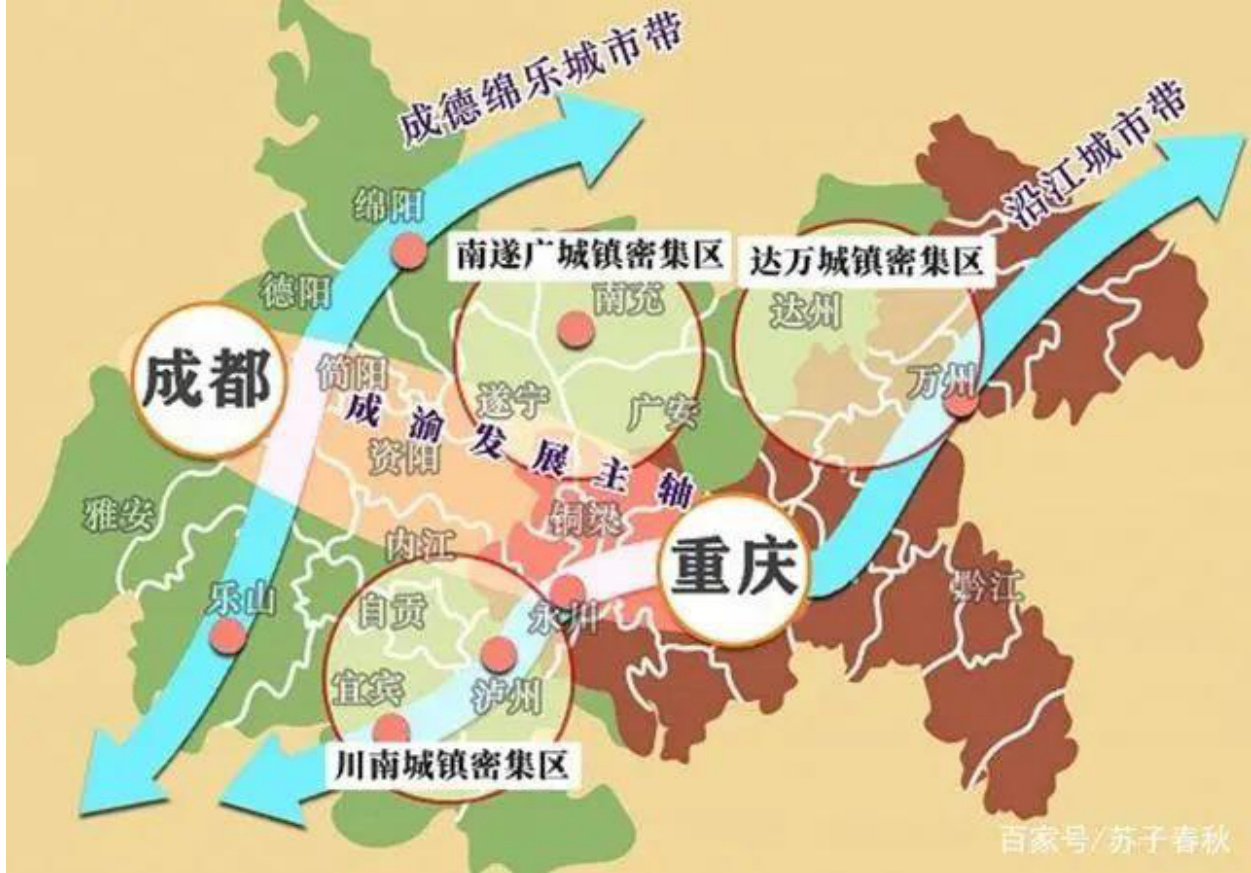 成德绵乐城市带
沿江城市带
绵阳
南遂广城镇密集区
达万城镇密集区
德阳
南充
达州
成都
简阳
遂宁
广安
万州
成渝发展主轴
资阳
雅安
铜梁
内江
重庆
黔江
乐山
自贡
永川
宜宾
泸州
川南城镇密集区
百家号/苏子春秋